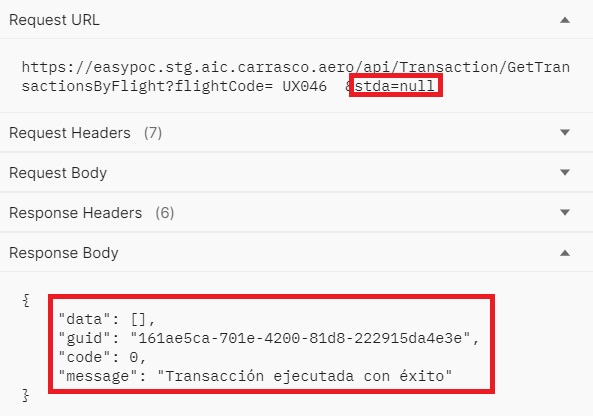 Request URL
https://easypoc.stg.aic.carrasco.aero/api/Transaction/GetTran
sactionsByFlight?flightCode= UX046  &stda=null
Request Headers (7)
Request Body
Response Headers (6)
Response Body
{
"data": [],
"guid": "161ae5ca-701e-4200-81d8-222915da4e3e",
"code": 0,
"message": "Transacción ejecutada con éxito"
}